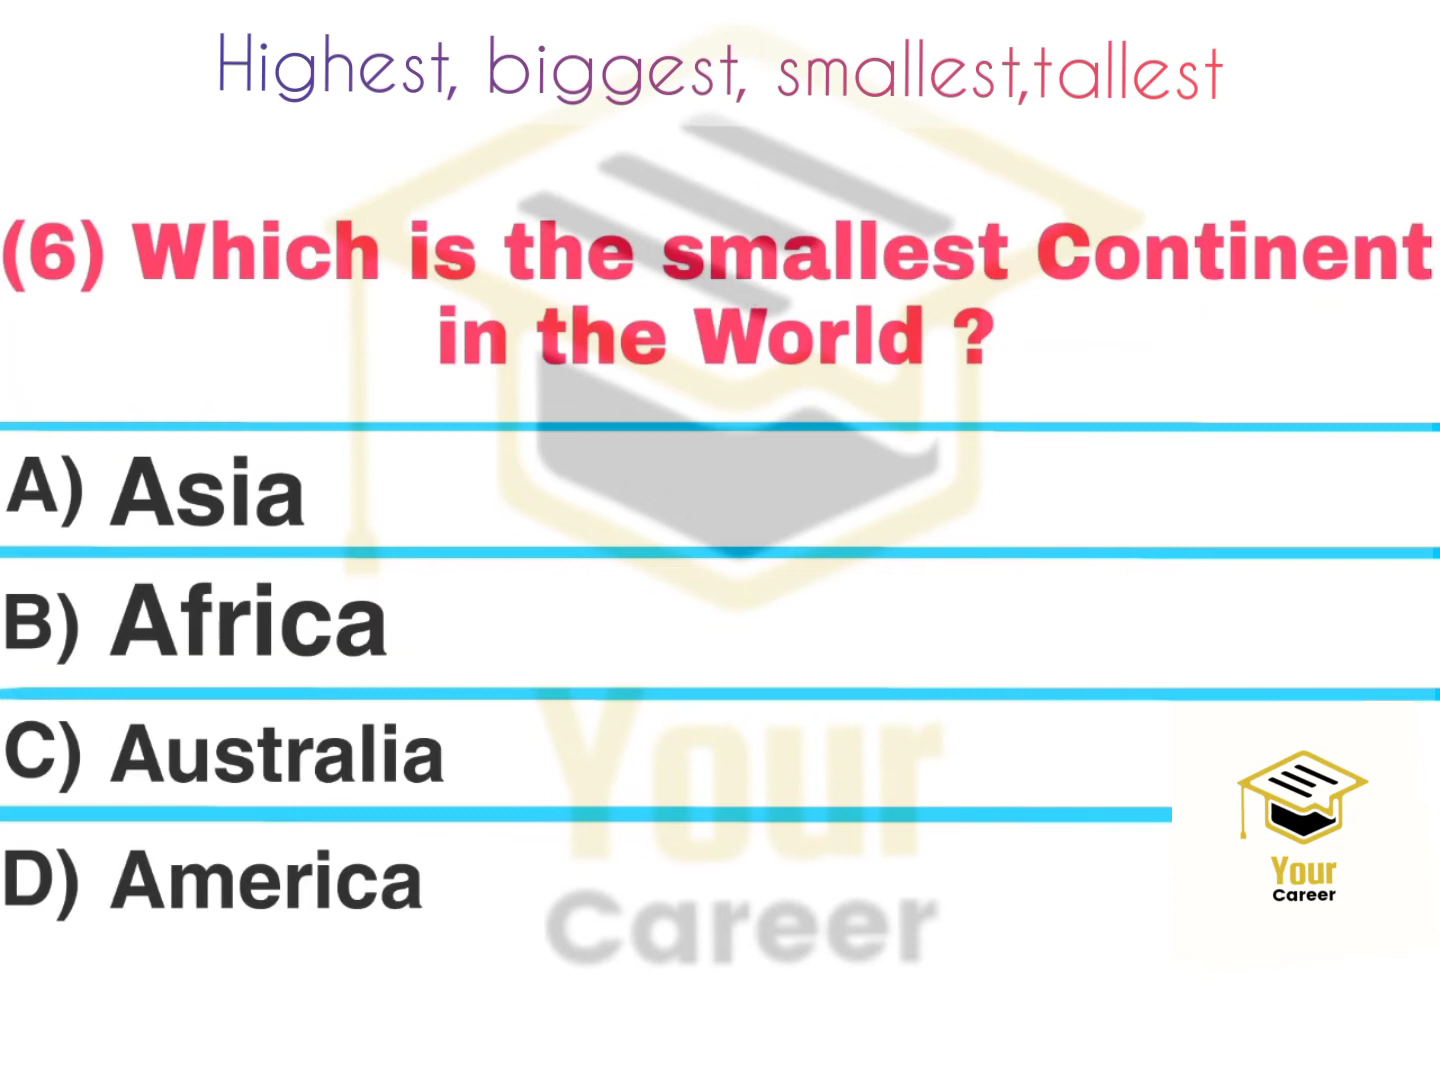 Highest, biggest, smallest,tallest
(6) Which is the smallest Continent
in the World ?
A) Asia
B) Africa
C) Australia
D) America
Your
Career
Your
Career